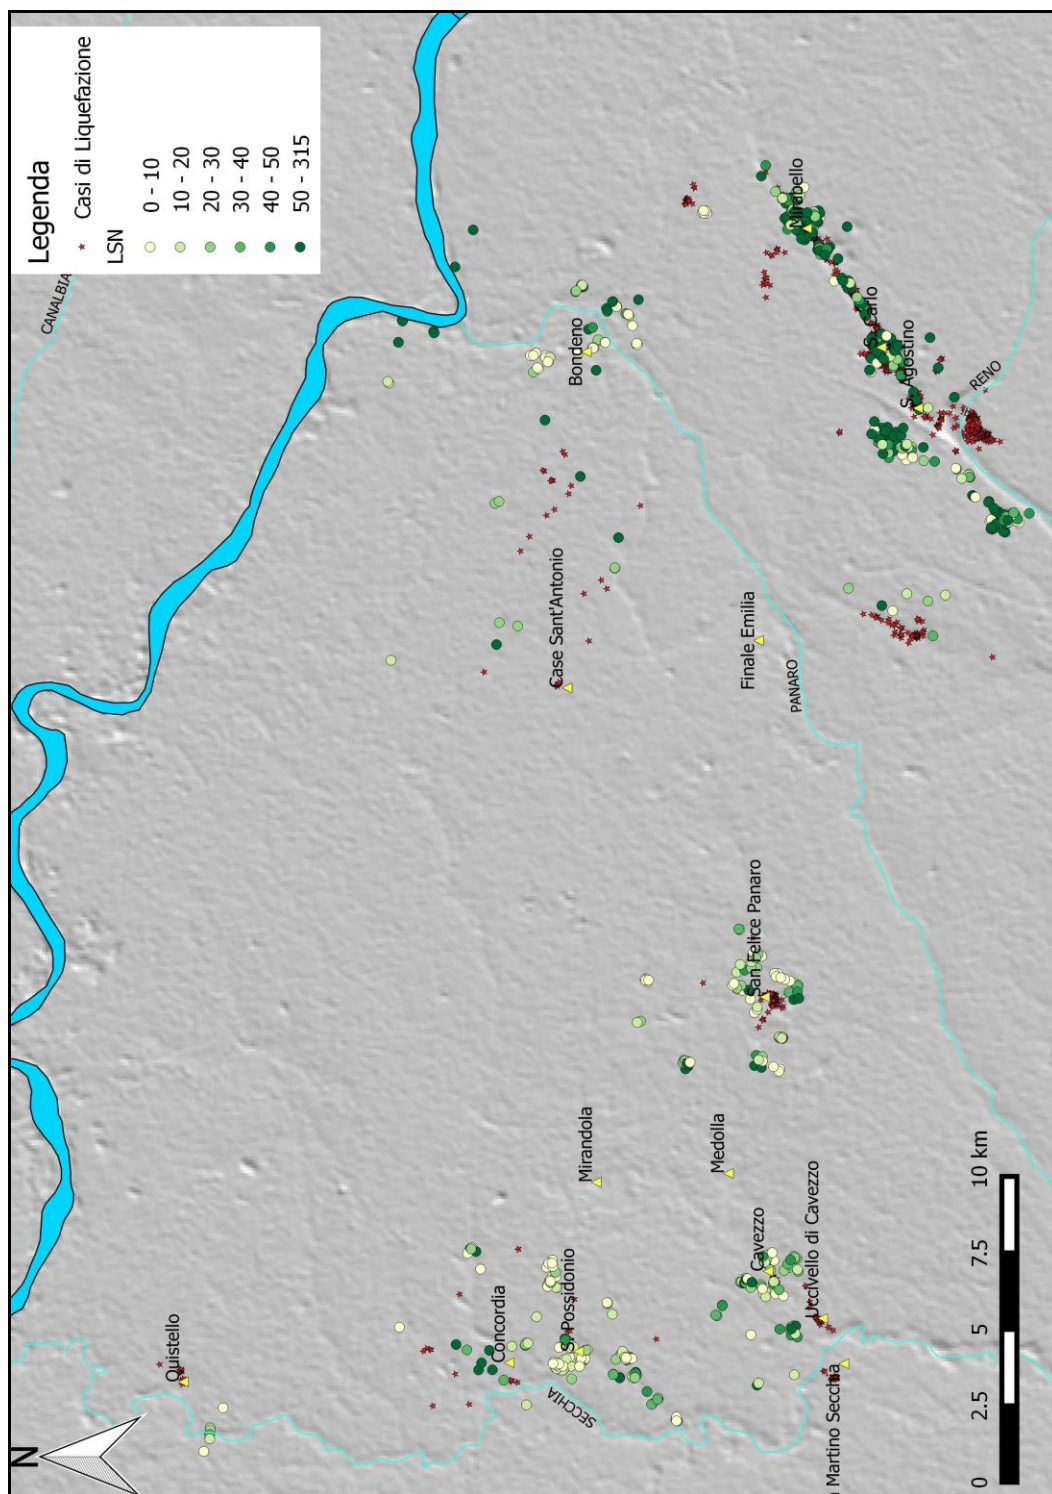 Legenda
Casi di Liquefazione
LSN
0 - 10
10 - 20
20 - 30
30 - 40
40 - 50
50 - 315
CANALBIA
N
Quistello
Concordia
S. Possidonio
SECCHIA
Mirandola
Medolla
Cavezzo
Uccivello di Cavezzo
Martino Secchia
San Felice Panaro
Case Sant'Antonio
Finale Emilia
PANARO
Bondeno
Mirabello
S. Carlo
S. Agostino
RENO
0 2.5 5 7.5 10 km